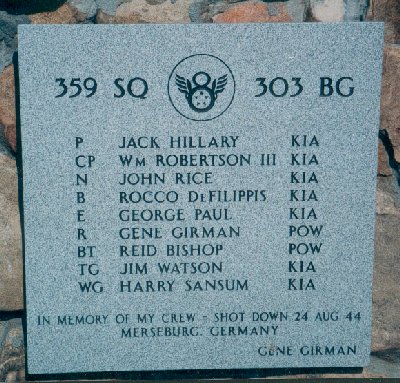 359 SQ 8 303 BG
P JACK HILLARY KIA
CP WM ROBERTSON III KIA
N JOHN RICE KIA
B ROCCO DEFILIPPIS KIA
E GEORGE PAUL KIA
R GENE GIRMAN POW
BT REID BISHOP POW
TG JIM WATSON KIA
WG HARRY SANSUM KIA
IN MEMORY OF MY CREW - SHOT DOWN 24 AUG 44
MERSEBURG, GERMANY
GENE GIRMAN